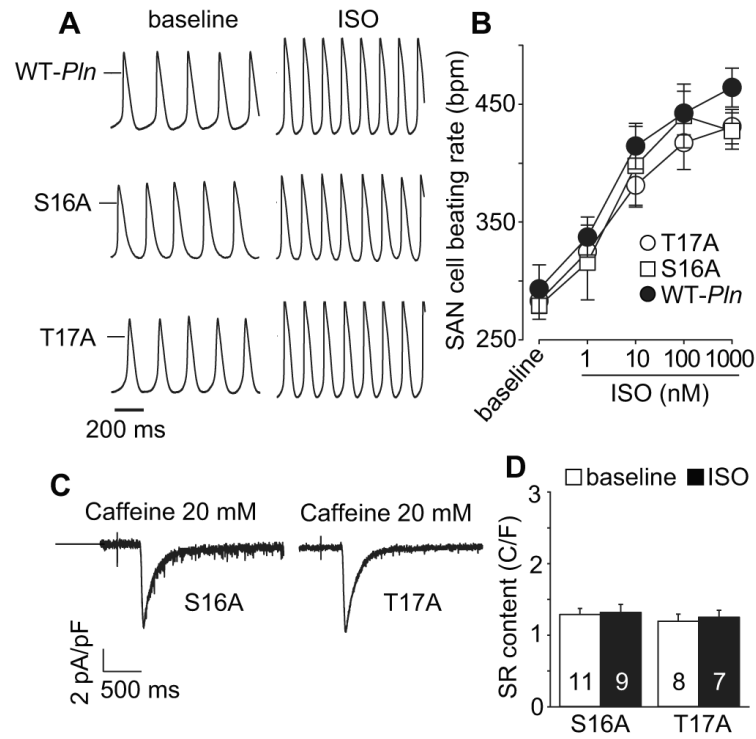 A
baseline
ISO
WT-Pln
S16A
T17A
200 ms
B
SAN cell beating rate (bpm)
450
350
250
T17A
S16A
WT-Pln
baseline
1
10
100
1000
ISO (nM)
C
Caffeine 20 mM
Caffeine 20 mM
S16A
T17A
2 pA/pF
500 ms
D
baseline
ISO
SR content (C/F)
3
2
1
0
11
9
8
7
S16A
T17A